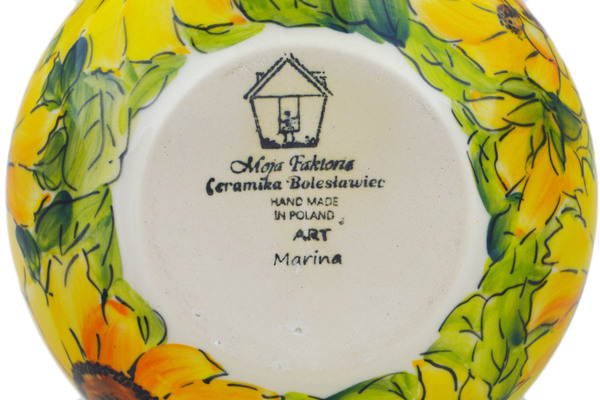 Moja Faktoria
Ceramika Bolesławiec
HAND MADE
IN POLAND
ART
Marina